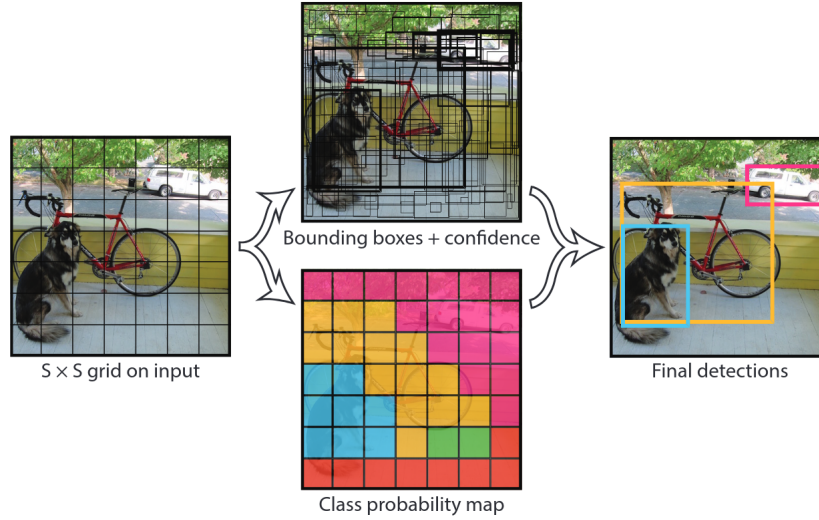 S × S grid on input
Bounding boxes + confidence
Class probability map
Final detections